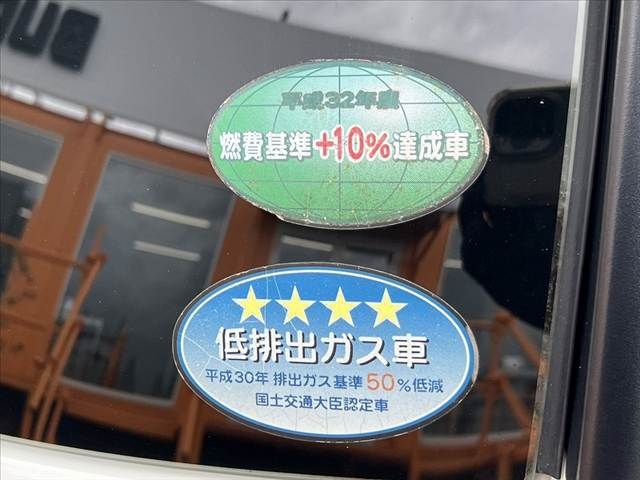 平成32年度
燃費基準+10%達成車
低排出ガス車
平成30年 排出ガス基準50%低減
国土交通大臣認定車